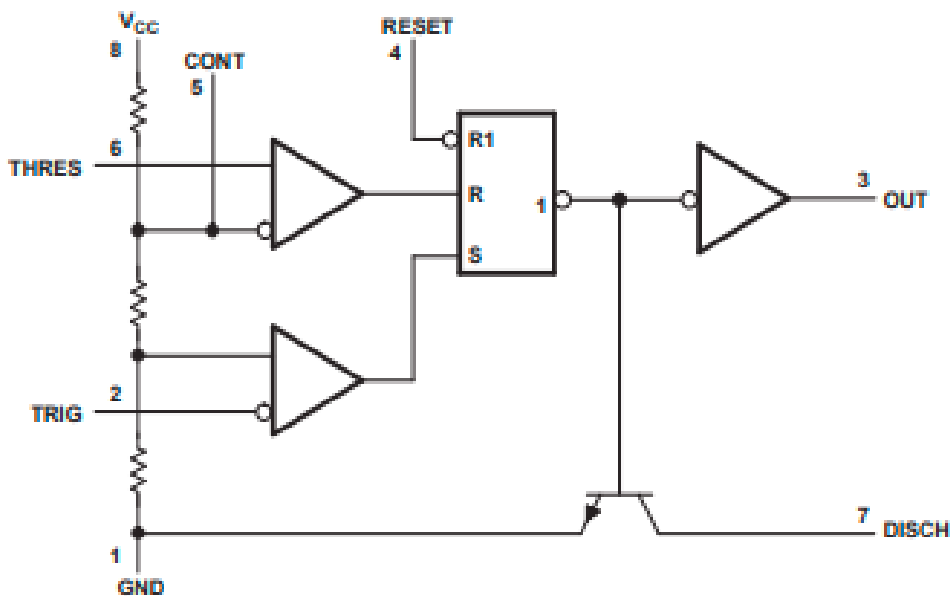 VCC
8
RESET
4
CONT
5
R1
THRES
6
R
1
3
OUT
S
2
TRIG
7
DISCH
1
GND